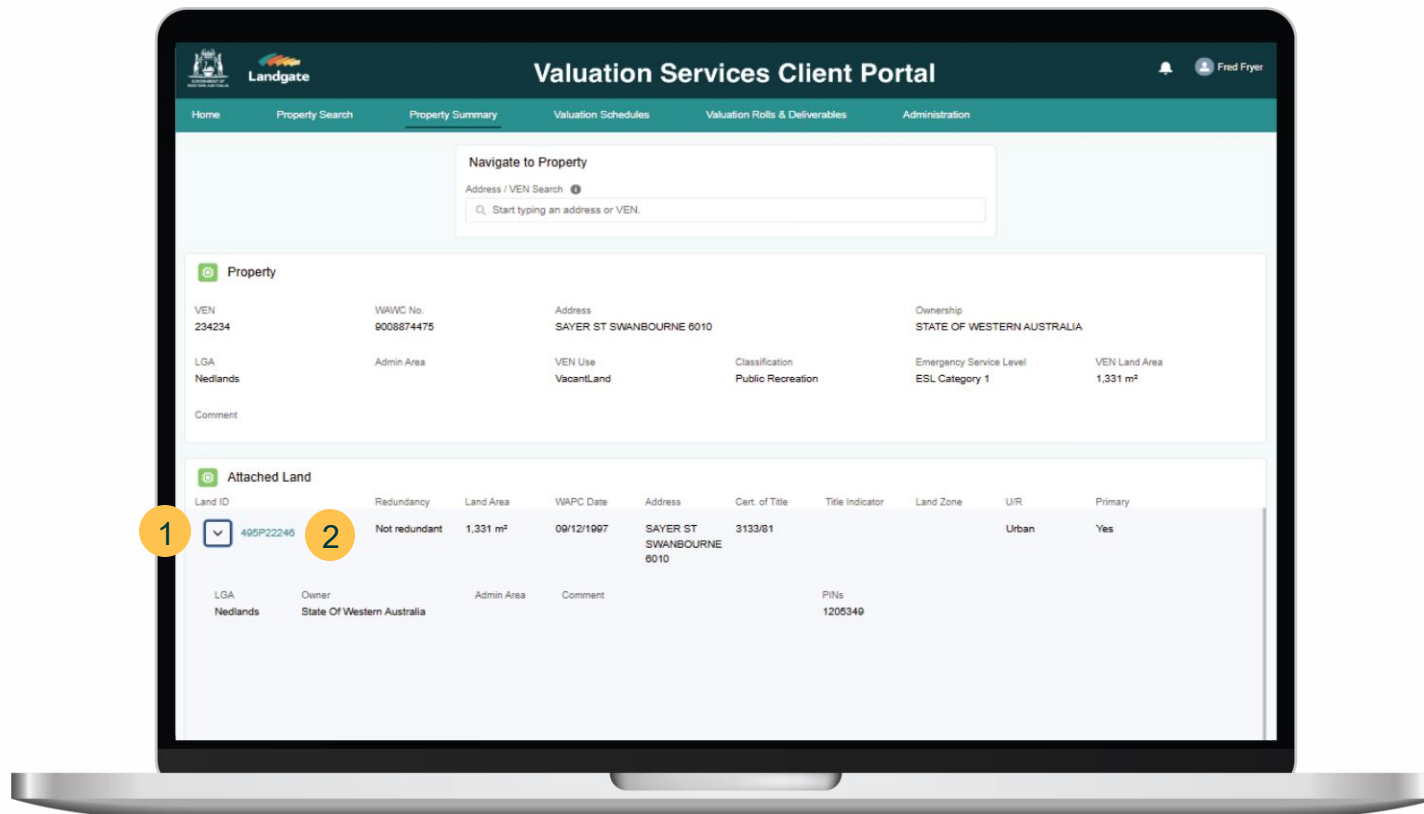 GOVERNMENT OF
WESTERN AUSTRALIA
Landgate
Valuation Services Client Portal
Fred Fryer
Home Property Search Property Summary Valuation Schedules Valuation Rolls & Deliverables Administration
Navigate to Property
Address / VEN Search
Start typing an address or VEN.
Property
VEN WAWC No. Address Ownership
234234 9008874475 SAYER ST SWANBOURNE 6010 STATE OF WESTERN AUSTRALIA
LGA Admin Area VEN Use Classification Emergency Service Level VEN Land Area
Nedlands VacantLand Public Recreation ESL Category 1 1,331 m²
Comment
Attached Land
Land ID Redundancy Land Area WAPC Date Address Cert. of Title Title Indicator Land Zone U/R Primary
1 495P22246 2 Not redundant 1,331 m² 09/12/1997 SAYER ST 3133/81 Urban Yes
SWANBOURNE
6010
LGA Owner Admin Area Comment PINs
Nedlands State Of Western Australia 1205349